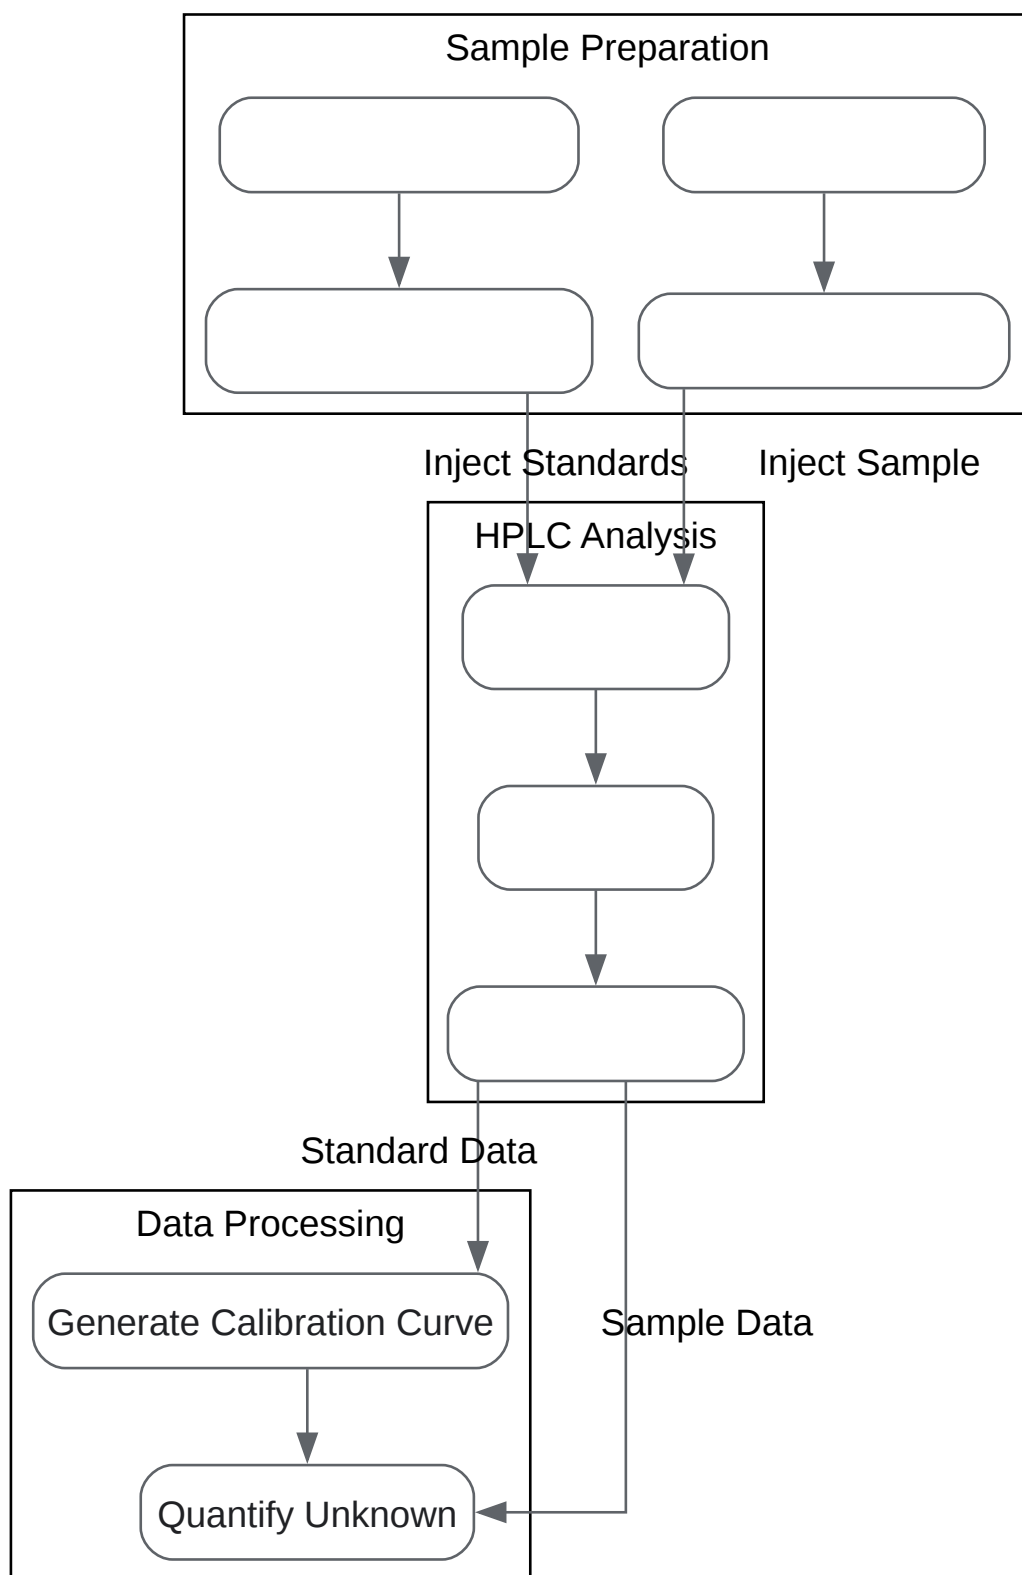 Sample Preparation
Inject Standards
Inject Sample
HPLC Analysis
Standard Data
Data Processing
Generate Calibration Curve
Sample Data
Quantify Unknown